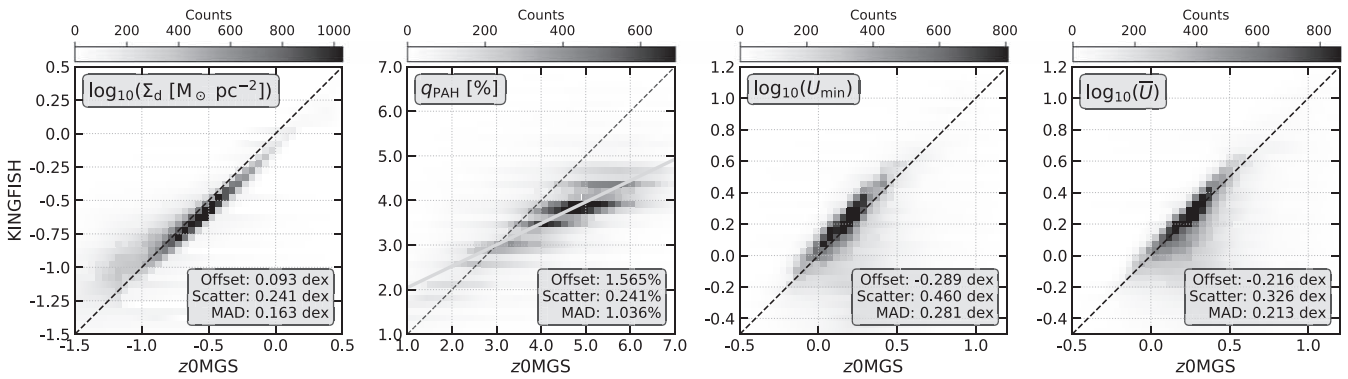 Counts
0 200 400 600 800 1000
0.5
0.25
0.0
-0.25
-0.5
-0.75
-1.0
-1.25
-1.5
KINGFISH
log10(Σd [M⊙ pc−2])
Offset: 0.093 dex
Scatter: 0.241 dex
MAD: 0.163 dex
-1.5 -1.0 -0.5 0.0 0.5
z0MGS
Counts
0 200 400 600
7.0
6.0
5.0
4.0
3.0
2.0
1.0
qPAH [%]
Offset: 1.565%
Scatter: 0.241%
MAD: 1.036%
1.0 2.0 3.0 4.0 5.0 6.0 7.0
z0MGS
Counts
0 200 400 600 800
1.2
1.0
0.8
0.6
0.4
0.2
0.0
-0.2
-0.4
log10(Umin)
Offset: -0.289 dex
Scatter: 0.460 dex
MAD: 0.281 dex
-0.5 0.0 0.5 1.0
z0MGS
Counts
0 200 400 600 800
1.2
1.0
0.8
0.6
0.4
0.2
0.0
-0.2
-0.4
log10(U̅)
Offset: -0.216 dex
Scatter: 0.326 dex
MAD: 0.213 dex
-0.5 0.0 0.5 1.0
z0MGS